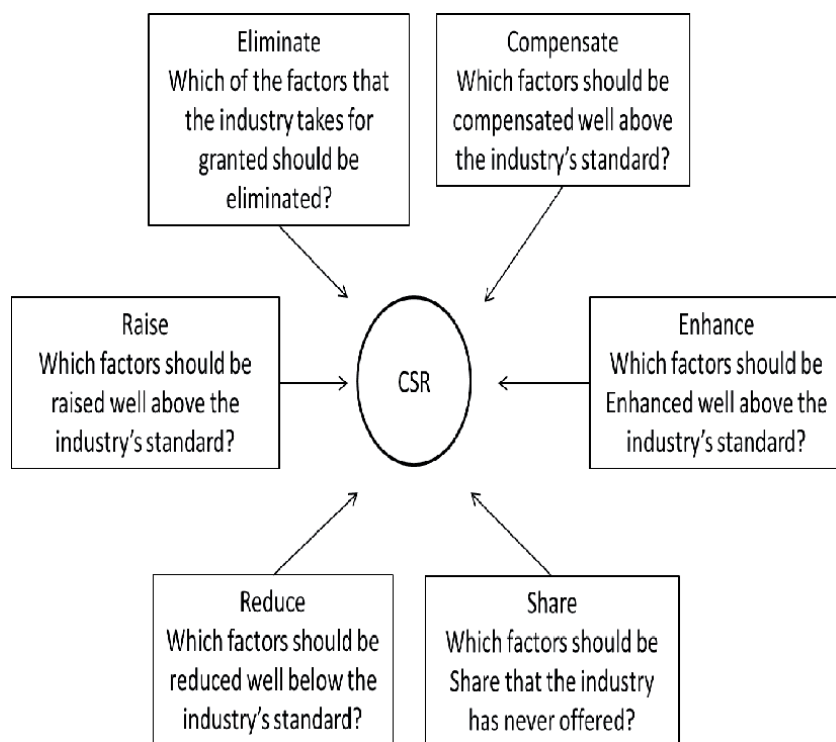 Eliminate
Which of the factors that
the industry takes for
granted should be
eliminated?
Compensate
Which factors should be
compensated well above
the industry's standard?
Raise
Which factors should be
raised well above the
industry's standard?
CSR
Enhance
Which factors should be
Enhanced well above the
industry's standard?
Reduce
Which factors should be
reduced well below the
industry's standard?
Share
Which factors should be
Share that the industry
has never offered?